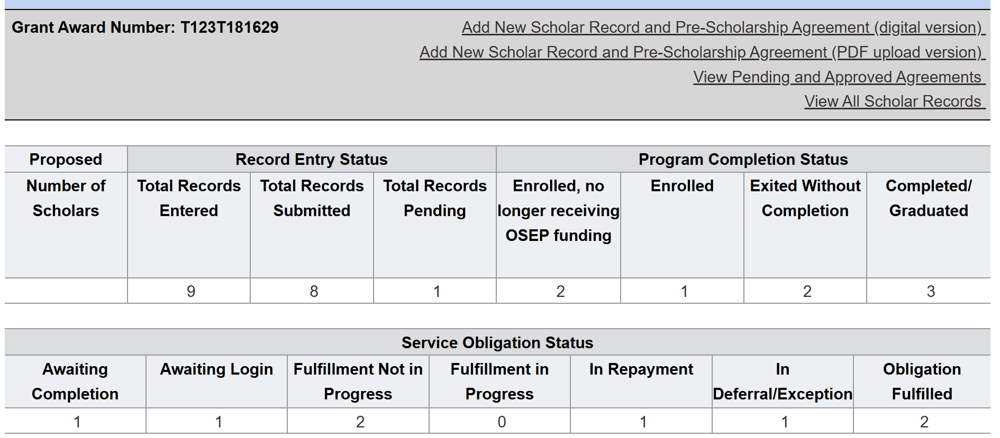 Grant Award Number: T123T181629
Add New Scholar Record and Pre-Scholarship Agreement (digital version)
Add New Scholar Record and Pre-Scholarship Agreement (PDF upload version)
View Pending and Approved Agreements
View All Scholar Records
Proposed Record Entry Status Program Completion Status
Number of Total Records Total Records Total Records Enrolled, no Enrolled Exited Without Completed/
Scholars Entered Submitted Pending longer receiving Completion Graduated
OSEP funding
9 8 1 2 1 2 3
Service Obligation Status
Awaiting Awaiting Login Fulfillment Not in Fulfillment in In Repayment In Obligation
Completion Progress Progress Deferral/Exception Fulfilled
1 1 2 0 1 1 2